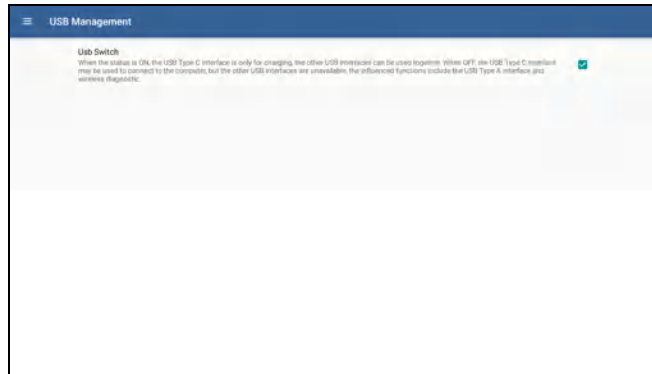 USB Management
Usb Switch
When the status is ON, the USB Type C interface is only for charging, the other USB interfaces can be used together. When OFF, the USB Type C interface
may be used to connect to the computer, but the other USB interfaces are unavailable, the influenced functions include the USB Type A interface and
wireless diagnostic.